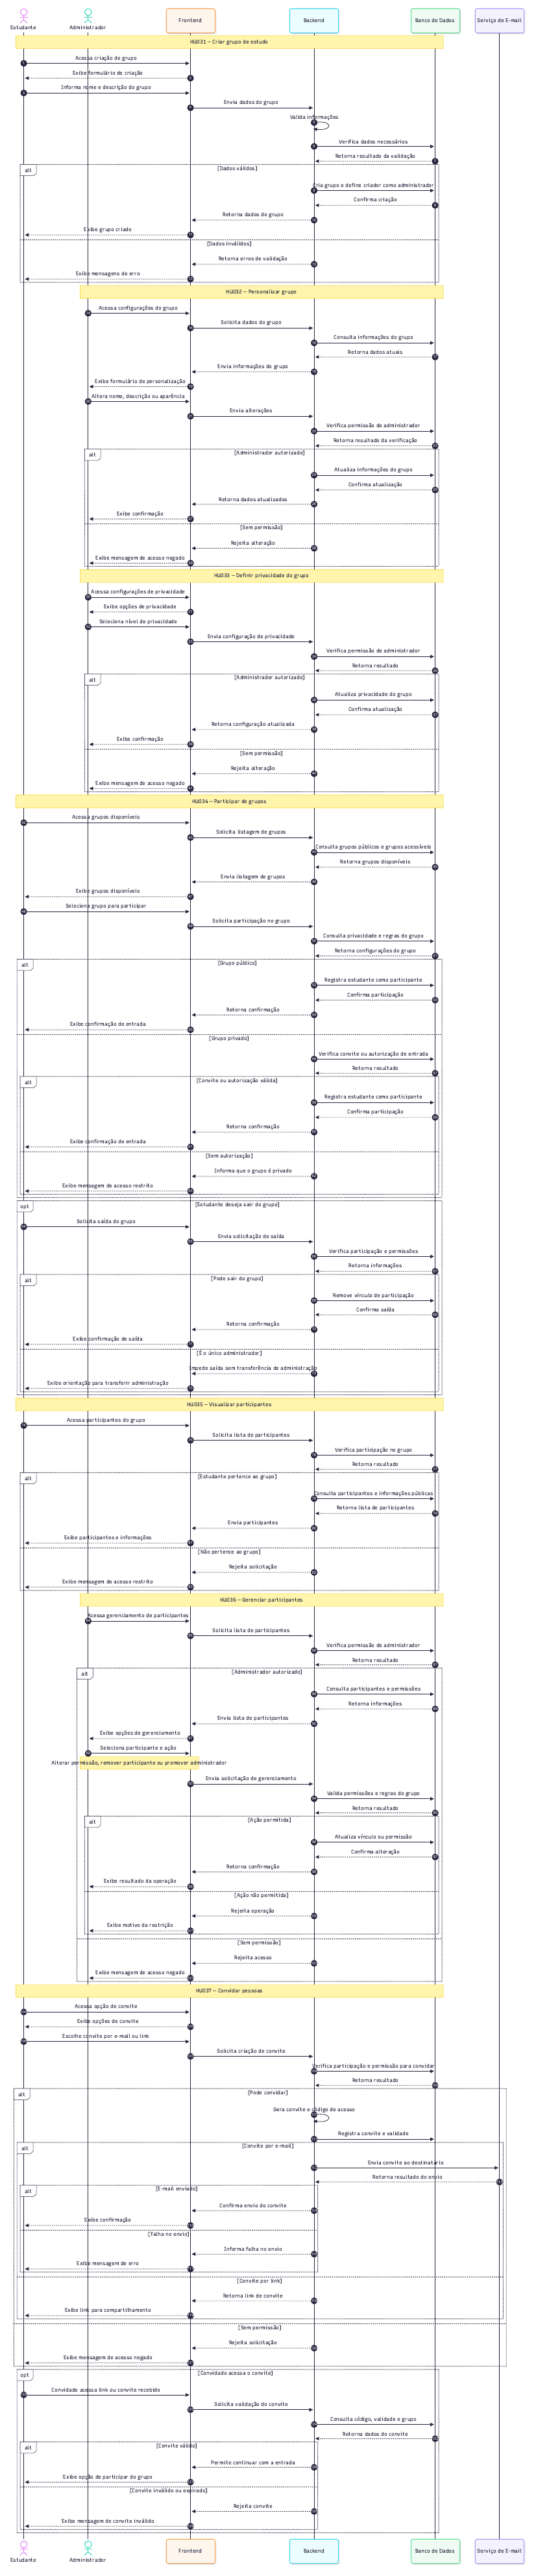 Estudante
Administrador
Frontend
Backend
Banco de Dados
Serviço de E-mail
HU031 — Criar grupo de estudo
Acessa criação de grupo
Exibe formulário de criação
Informa nome e descrição do grupo
Envia dados do grupo
Valida informações
Verifica dados necessários
Retorna resultado da validação
alt
[Dados válidos]
Cria grupo e define criador como administrador
Confirma criação
Retorna dados do grupo
Exibe grupo criado
[Dados inválidos]
Retorna erros de validação
Exibe mensagens de erro
HU032 — Personalizar grupo
Acessa configurações do grupo
Solicita dados do grupo
Consulta informações do grupo
Retorna dados atuais
Envia informações do grupo
Exibe formulário de personalização
Altera nome, descrição ou aparência
Envia alterações
Verifica permissão de administrador
Retorna resultado da verificação
alt
[Administrador autorizado]
Atualiza informações do grupo
Confirma atualização
Retorna dados atualizados
Exibe confirmação
[Sem permissão]
Rejeita alteração
Exibe mensagem de acesso negado
HU033 — Definir privacidade do grupo
Acessa configurações de privacidade
Exibe opções de privacidade
Seleciona nível de privacidade
Envia configuração de privacidade
Verifica permissão de administrador
Retorna resultado
alt
[Administrador autorizado]
Atualiza privacidade do grupo
Confirma atualização
Retorna configuração atualizada
Exibe confirmação
[Sem permissão]
Rejeita alteração
Exibe mensagem de acesso negado
HU034 — Participar de grupos
Acessa grupos disponíveis
Solicita listagem de grupos
Consulta grupos públicos e grupos acessíveis
Retorna grupos disponíveis
Envia listagem de grupos
Exibe grupos disponíveis
Seleciona grupo para participar
Solicita participação no grupo
Consulta privacidade e regras do grupo
Retorna configurações do grupo
alt
[Grupo público]
Registra estudante como participante
Confirma participação
Retorna confirmação
Exibe confirmação de entrada
[Grupo privado]
Verifica convite ou autorização de entrada
Retorna resultado
alt
[Convite ou autorização válida]
Registra estudante como participante
Confirma participação
Retorna confirmação
Exibe confirmação de entrada
[Sem autorização]
Informa que o grupo é privado
Exibe mensagem de acesso restrito
opt
[Estudante deseja sair do grupo]
Solicita saída do grupo
Envia solicitação de saída
Verifica participação e permissões
Retorna informações
alt
[Pode sair do grupo]
Remove vínculo de participação
Confirma saída
Retorna confirmação
Exibe confirmação de saída
[É o único administrador]
Impede saída sem transferência de administração
Exibe orientação para transferir administração
HU035 — Visualizar participantes
Acessa participantes do grupo
Solicita lista de participantes
Verifica participação no grupo
Retorna resultado
alt
[Estudante pertence ao grupo]
Consulta participantes e informações públicas
Retorna lista de participantes
Envia participantes
Exibe participantes e informações
[Não pertence ao grupo]
Rejeita solicitação
Exibe mensagem de acesso restrito
HU036 — Gerenciar participantes
Acessa gerenciamento de participantes
Solicita lista de participantes
Verifica permissão de administrador
Retorna resultado
alt
[Administrador autorizado]
Consulta participantes e permissões
Retorna informações
Envia lista de participantes
Exibe opções de gerenciamento
Seleciona participante e ação
Alterar permissão, remover participante ou promover administrador
Envia solicitação de gerenciamento
Valida permissões e regras do grupo
Retorna resultado
alt
[Ação permitida]
Atualiza vínculo ou permissão
Confirma alteração
Retorna confirmação
Exibe resultado da operação
[Ação não permitida]
Rejeita operação
Exibe motivo da restrição
[Sem permissão]
Rejeita acesso
Exibe mensagem de acesso negado
HU037 — Convidar pessoas
Acessa opção de convite
Exibe opções de convite
Escolhe convite por e-mail ou link
Solicita criação de convite
Verifica participação e permissão para convidar
Retorna resultado
alt
[Pode convidar]
Gera convite e código de acesso
Registra convite e validade
alt
[Convite por e-mail]
Envia convite ao destinatário
Retorna resultado do envio
alt
[E-mail enviado]
Confirma envio do convite
Exibe confirmação
[Falha no envio]
Informa falha no envio
Exibe mensagem de erro
[Convite por link]
Retorna link de convite
Exibe link para compartilhamento
[Sem permissão]
Rejeita solicitação
Exibe mensagem de acesso negado
opt
[Convidado acessa o convite]
Convidado acessa link ou convite recebido
Solicita validação do convite
Consulta código, validade e grupo
Retorna dados do convite
alt
[Convite válido]
Permite continuar com a entrada
Exibe opção de participar do grupo
[Convite inválido ou expirado]
Rejeita convite
Exibe mensagem de convite inválido
Estudante
Administrador
Frontend
Backend
Banco de Dados
Serviço de E-mail